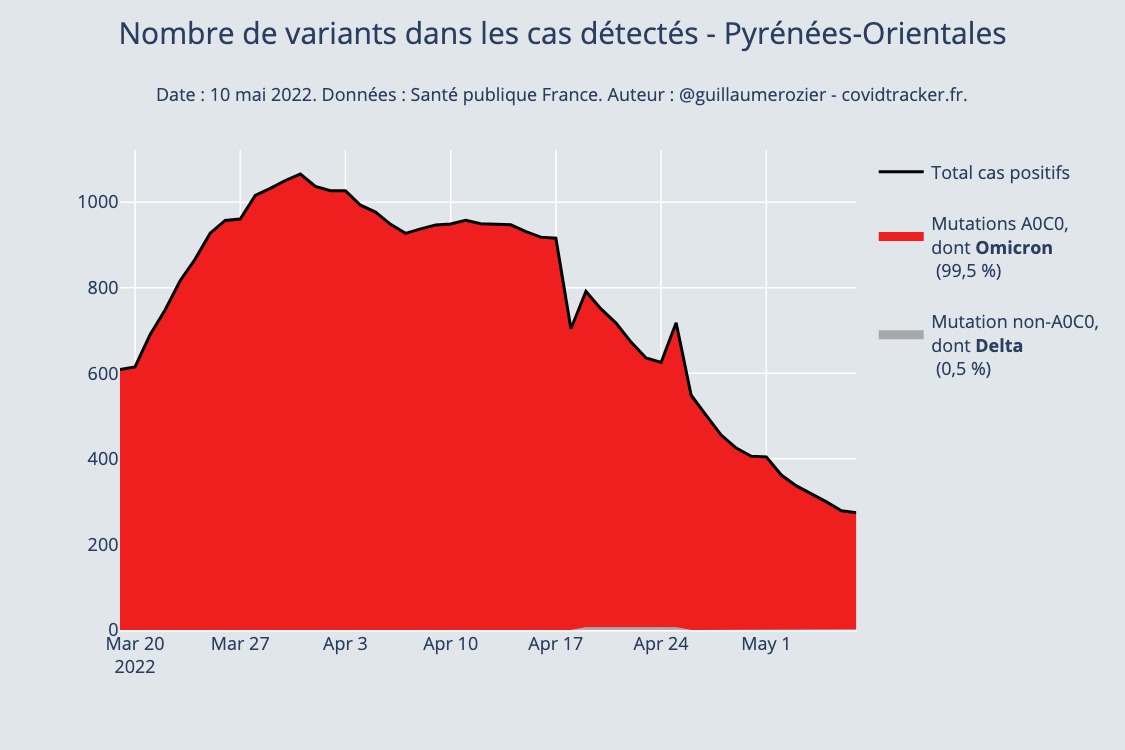 Nombre de variants dans les cas détectés - Pyrénées-Orientales
Date : 10 mai 2022. Données : Santé publique France. Auteur : @guillaumerozier - covidtracker.fr.
Total cas positifs
Mutations A0C0,
dont Omicron
(99,5 %)
Mutation non-A0C0,
dont Delta
(0,5 %)
1000
800
600
400
200
0
Mar 20
2022
Mar 27
Apr 3
Apr 10
Apr 17
Apr 24
May 1